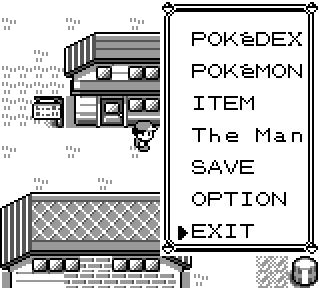 POKéDEX
POKéMON
ITEM
The Man
SAVE
OPTION
EXIT